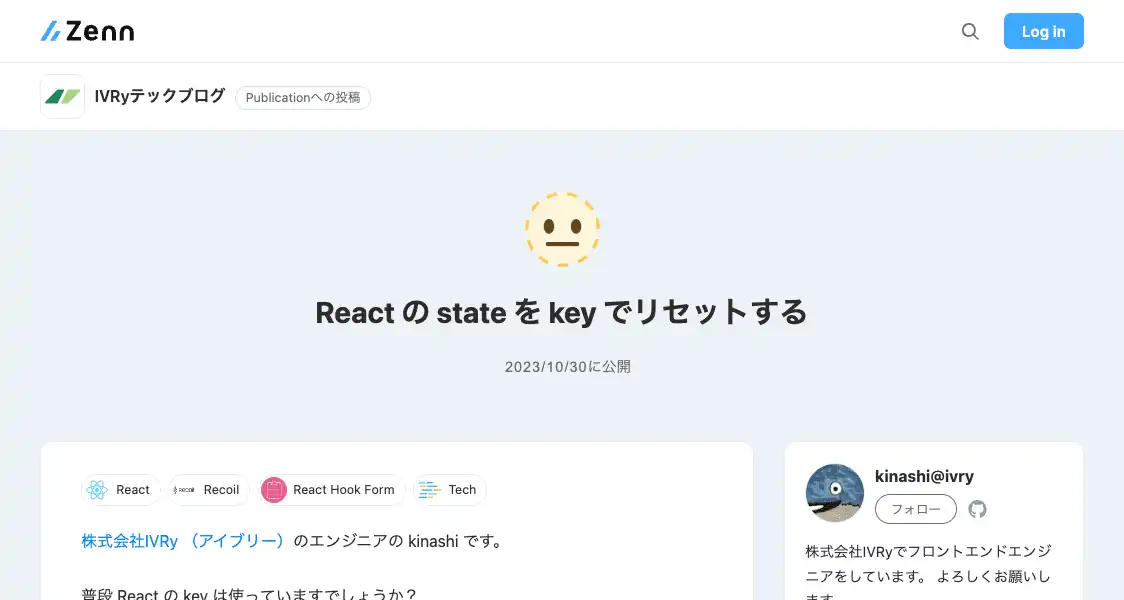 Zenn
Log in
IVRyテックブログ Publicationへの投稿
React の state を key でリセットする
2023/10/30に公開
React Recoil React Hook Form Tech
株式会社IVRy （アイブリー）のエンジニアの kinashi です。
普段 React の key は使っていますでしょうか？
kinashi@ivry
フォロー
株式会社IVRyでフロントエンドエンジ
ニアをしています。 よろしくお願いし
ます。